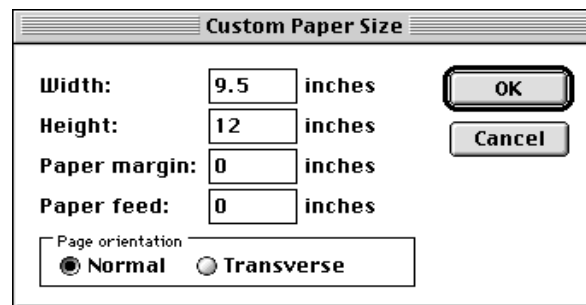 Custom Paper Size
Width: 9.5 inches
OK
Height: 12 inches
Cancel
Paper margin: 0 inches
Paper feed: 0 inches
Page orientation
Normal Transverse